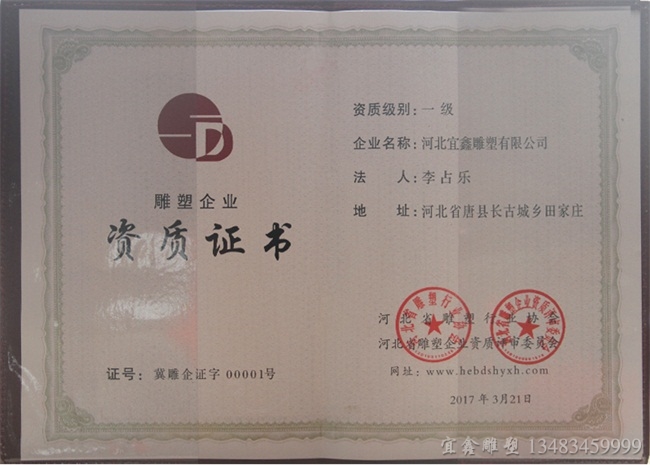 雕塑企业
资质证书
证号：冀雕企证字 00001号
资质级别：一级
企业名称：河北宜鑫雕塑有限公司
法 人：李占乐
地 址：河北省唐县长古城乡田家庄
河北省雕塑行业协会
河北省雕塑企业资质评审委员会
网址：www.hebdshyxh.com
2017年3月21日
宜鑫雕塑 13483459999